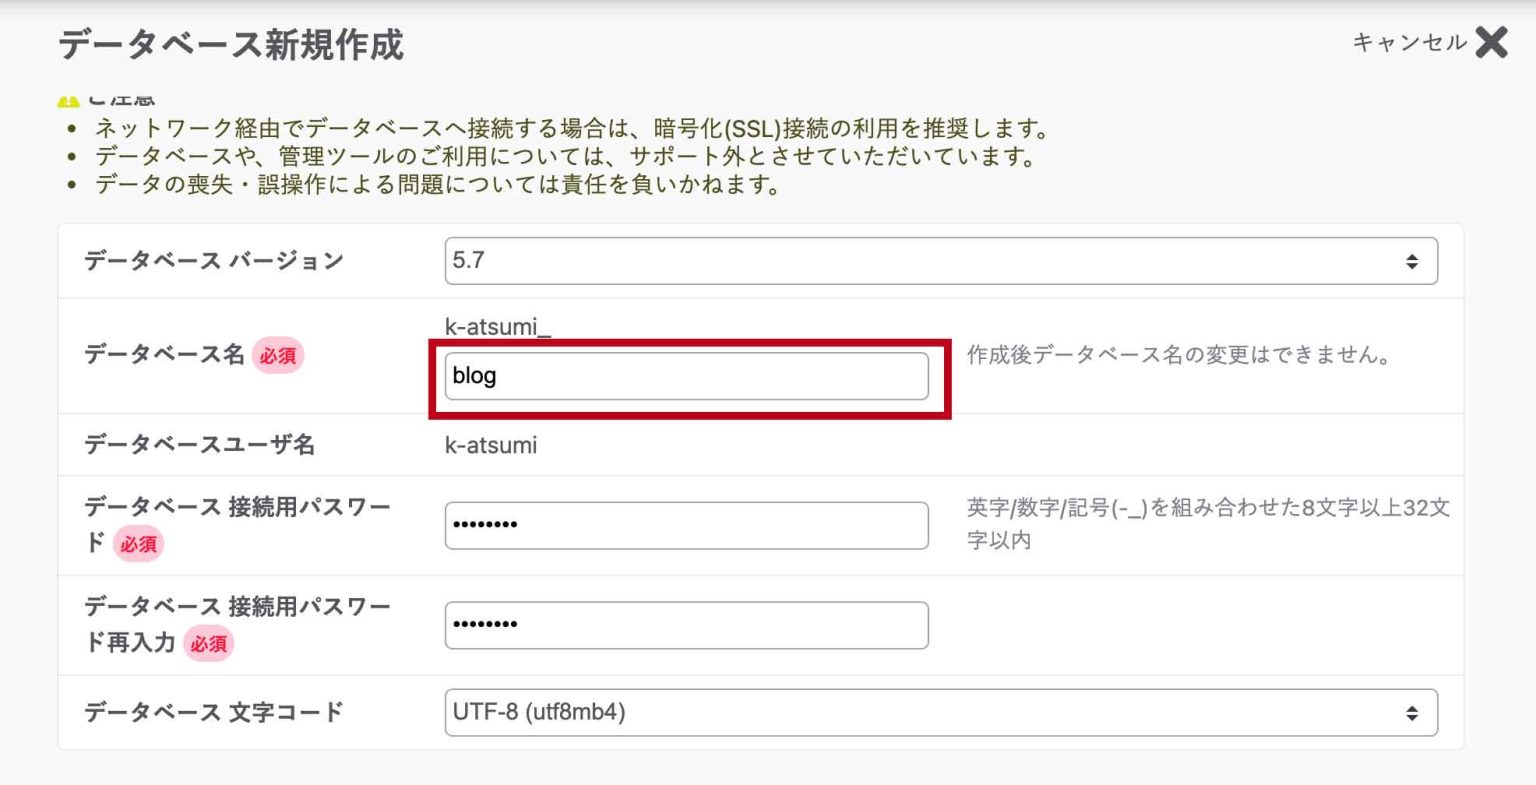 データベース新規作成
キャンセル
ご注意
• ネットワーク経由でデータベースへ接続する場合は、暗号化(SSL)接続の利用を推奨します。
• データベースや、管理ツールのご利用については、サポート外とさせていただいています。
• データの喪失・誤操作による問題については責任を負いかねます。
データベース バージョン
5.7
k-atsumi_
データベース名 必須
blog
作成後データベース名の変更はできません。
データベースユーザ名
k-atsumi
データベース 接続用パスワー
ド 必須
••••••••
英字/数字/記号(-_)を組み合わせた8文字以上32文
字以内
データベース 接続用パスワー
ド再入力 必須
••••••••
データベース 文字コード
UTF-8 (utf8mb4)